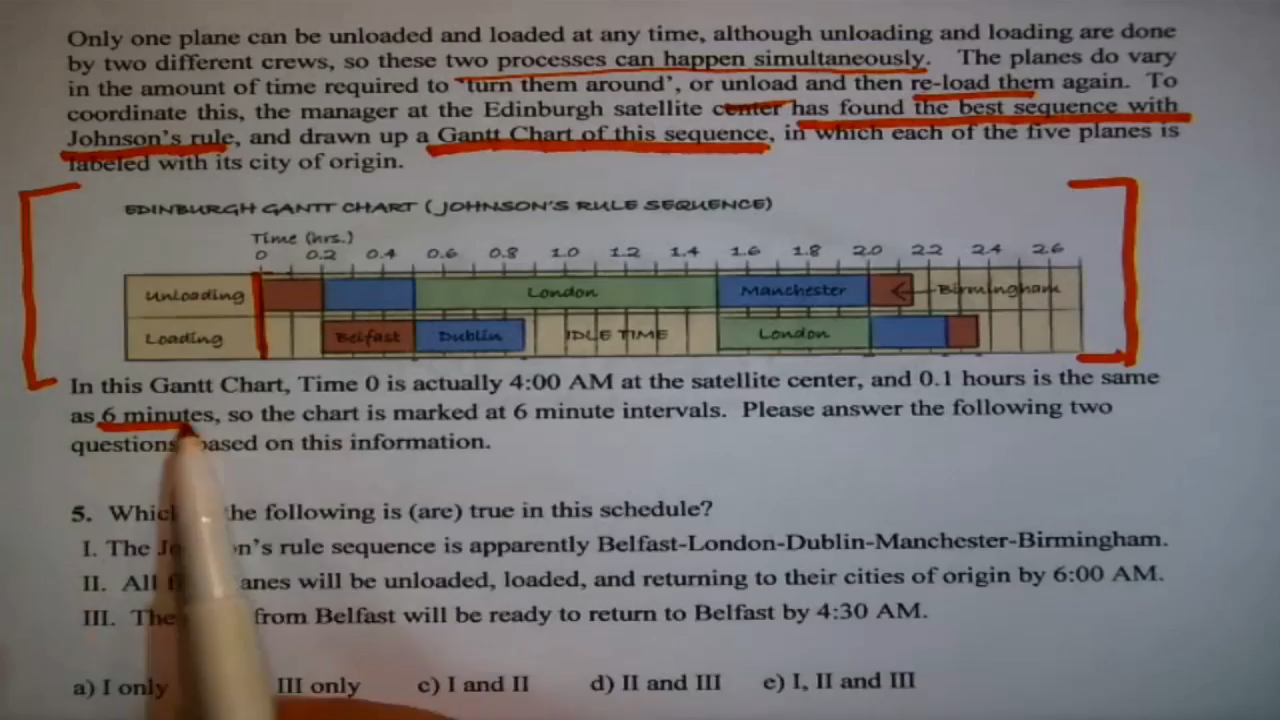 Only one plane can be unloaded and loaded at any time, although unloading and loading are done
by two different crews, so these two processes can happen simultaneously. The planes do vary
in the amount of time required to 'turn them around', or unload and then re-load them again. To
coordinate this, the manager at the Edinburgh satellite center has found the best sequence with
Johnson's rule, and drawn up a Gantt Chart of this sequence, in which each of the five planes is
labeled with its city of origin.
EDINBURGH GANTT CHART (JOHNSON'S RULE SEQUENCE)
Time (hrs.)
0 0.2 0.4 0.6 0.8 1.0 1.2 1.4 1.6 1.8 2.0 2.2 2.4 2.6
Unloading London Manchester Birmingham
Loading Belfast Dublin IDLE TIME London
In this Gantt Chart, Time 0 is actually 4:00 AM at the satellite center, and 0.1 hours is the same
as 6 minutes, so the chart is marked at 6 minute intervals. Please answer the following two
questions based on this information.
5. Which the following is (are) true in this schedule?
I. The n's rule sequence is apparently Belfast-London-Dublin-Manchester-Birmingham.
II. All anes will be unloaded, loaded, and returning to their cities of origin by 6:00 AM.
III. The from Belfast will be ready to return to Belfast by 4:30 AM.
a) I only III only c) I and II d) II and III e) I, II and III